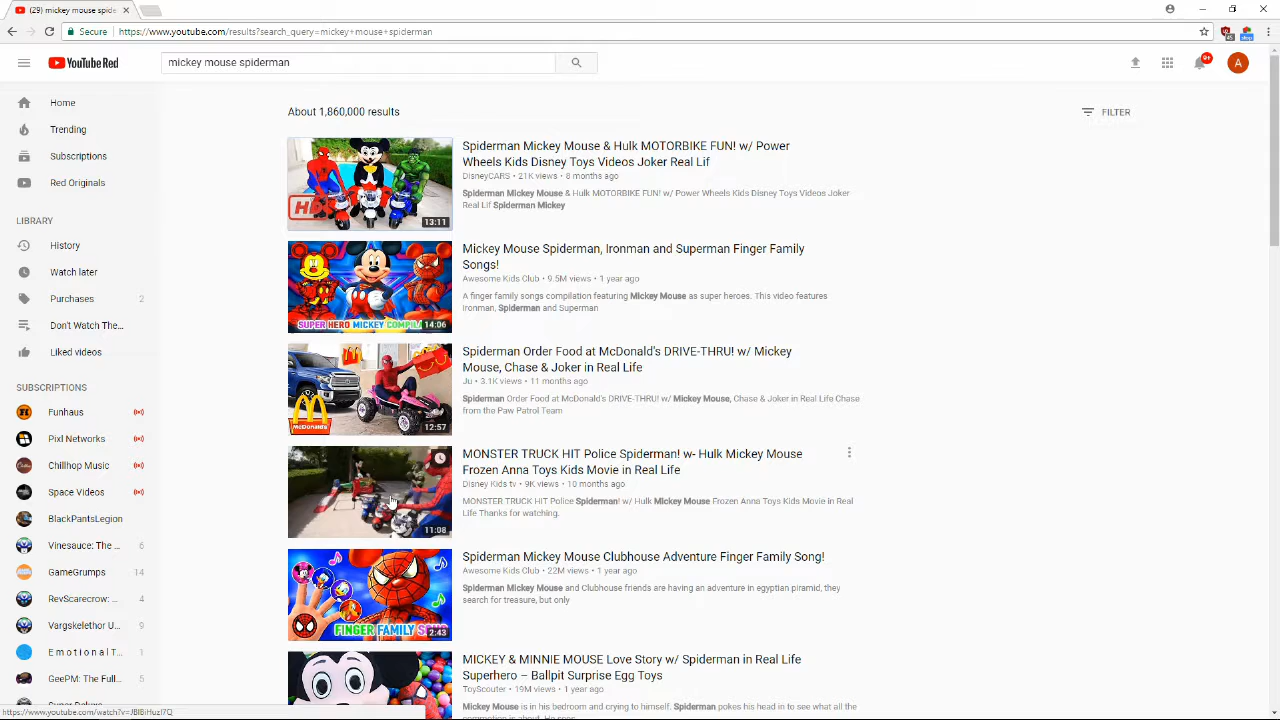 (29) mickey mouse spide
Secure
https://www.youtube.com/results?search_query=mickey+mouse+spiderman
45
YouTube Red
mickey mouse spiderman
9+
A
Home
Trending
Subscriptions
Red Originals
LIBRARY
History
Watch later
Purchases 2
Don't Watch The...
Liked videos
SUBSCRIPTIONS
Funhaus
Phil Networks
Chillhop Music
Space Videos
BlackPantsLegion
Vinesauce: The ... 6
GameGrumps 14
RevScarecrow: ... 4
Vargskelethor U... 9
E m o t i o n a l T... 1
GeePM: The Full... 5
About 1,860,000 results
FILTER
13:11
Spiderman Mickey Mouse & Hulk MOTORBIKE FUN! w/ Power
Wheels Kids Disney Toys Videos Joker Real Lif
DisneyCARS • 21K views • 8 months ago
Spiderman Mickey Mouse & Hulk MOTORBIKE FUN! w/ Power Wheels Kids Disney Toys Videos Joker
Real Lif Spiderman Mickey
SUPER HERO MICKEY COMPIL
14:06
Mickey Mouse Spiderman, Ironman and Superman Finger Family
Songs!
Awesome Kids Club • 9.5M views • 1 year ago
A finger family songs compilation featuring Mickey Mouse as super heroes. This video features
Ironman, Spiderman and Superman
McDonald's
12:57
Spiderman Order Food at McDonald's DRIVE-THRU! w/ Mickey
Mouse, Chase & Joker in Real Life
Ju • 3.1K views • 11 months ago
Spiderman Order Food at McDonald's DRIVE-THRU! w/ Mickey Mouse, Chase & Joker in Real Life Chase
from the Paw Patrol Team
11:08
MONSTER TRUCK HIT Police Spiderman! w- Hulk Mickey Mouse
Frozen Anna Toys Kids Movie in Real Life
Disney Kids tv • 9K views • 10 months ago
MONSTER TRUCK HIT Police Spiderman! w/ Hulk Mickey Mouse Frozen Anna Toys Kids Movie in Real
Life Thanks for watching.
FINGER FAMILY
2:43
Spiderman Mickey Mouse Clubhouse Adventure Finger Family Song!
Awesome Kids Club • 22M views • 1 year ago
Spiderman Mickey Mouse and Clubhouse friends are having an adventure in egyptian piramid, they
search for treasure, but only
MICKEY & MINNIE MOUSE Love Story w/ Spiderman in Real Life
Superhero – Ballpit Surprise Egg Toys
ToyScouter • 19M views • 1 year ago
Mickey Mouse is in his bedroom and crying to himself. Spiderman pokes his head in to see what all the